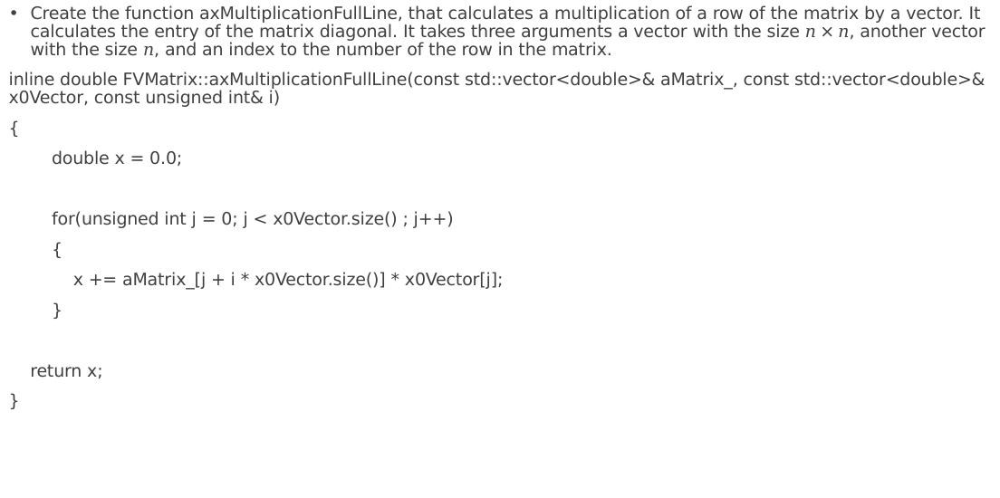 • Create the function axMultiplicationFullLine, that calculates a multiplication of a row of the matrix by a vector. It
calculates the entry of the matrix diagonal. It takes three arguments a vector with the size n × n, another vector
with the size n, and an index to the number of the row in the matrix.
inline double FVMatrix::axMultiplicationFullLine(const std::vector<double>& aMatrix_, const std::vector<double>&
x0Vector, const unsigned int& i)
{
double x = 0.0;
for(unsigned int j = 0; j < x0Vector.size() ; j++)
{
x += aMatrix_[j + i * x0Vector.size()] * x0Vector[j];
}
return x;
}